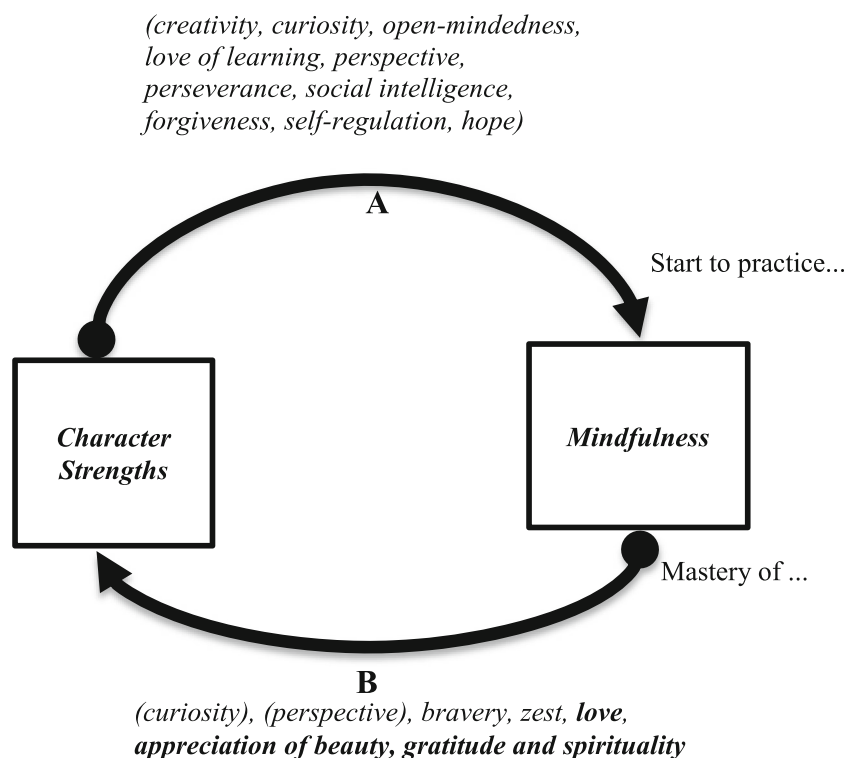 (creativity, curiosity, open-mindedness,
love of learning, perspective,
perseverance, social intelligence,
forgiveness, self-regulation, hope)
A
Start to practice...
Character
Strengths
Mindfulness
Mastery of ...
B
(curiosity), (perspective), bravery, zest, love,
appreciation of beauty, gratitude and spirituality